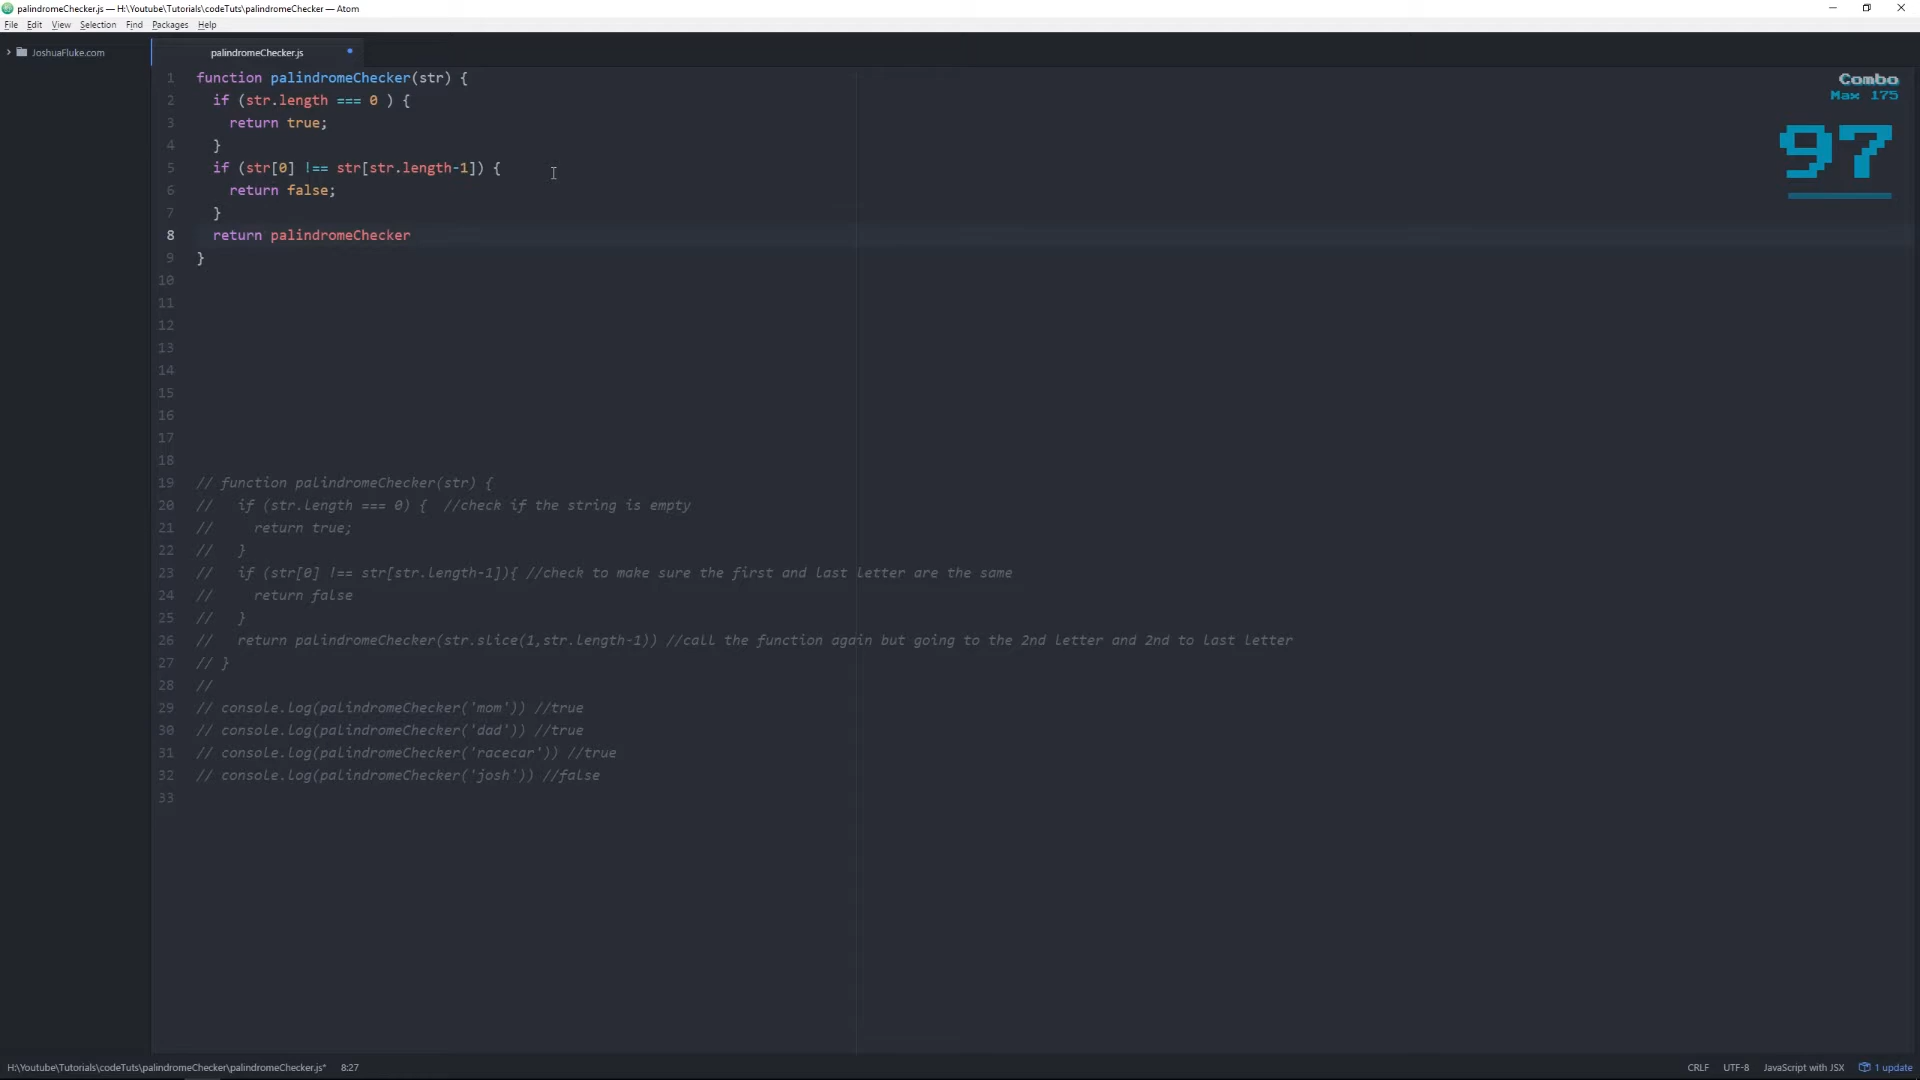 palindromeChecker.js — H:\Youtube\Tutorials\codeTuts\palindromeChecker — Atom
File Edit View Selection Find Packages Help
JoshuaFluke.com
palindromeChecker.js
1 function palindromeChecker(str) {
2 if (str.length === 0 ) {
3 return true;
4 }
5 if (str[0] !== str[str.length-1]) {
6 return false;
7 }
8 return palindromeChecker
9 }
10
11
12
13
14
15
16
17
18
19 // function palindromeChecker(str) {
20 // if (str.length === 0) { //check if the string is empty
21 // return true;
22 // }
23 // if (str[0] !== str[str.length-1]){ //check to make sure the first and last letter are the same
24 // return false
25 // }
26 // return palindromeChecker(str.slice(1,str.length-1)) //call the function again but going to the 2nd letter and 2nd to last letter
27 // }
28 //
29 // console.log(palindromeChecker('mom')) //true
30 // console.log(palindromeChecker('dad')) //true
31 // console.log(palindromeChecker('racecar')) //true
32 // console.log(palindromeChecker('josh')) //false
33
Combo
Max 175
97
H:\Youtube\Tutorials\codeTuts\palindromeChecker\palindromeChecker.js* 8:27
CRLF UTF-8 JavaScript with JSX 1 update